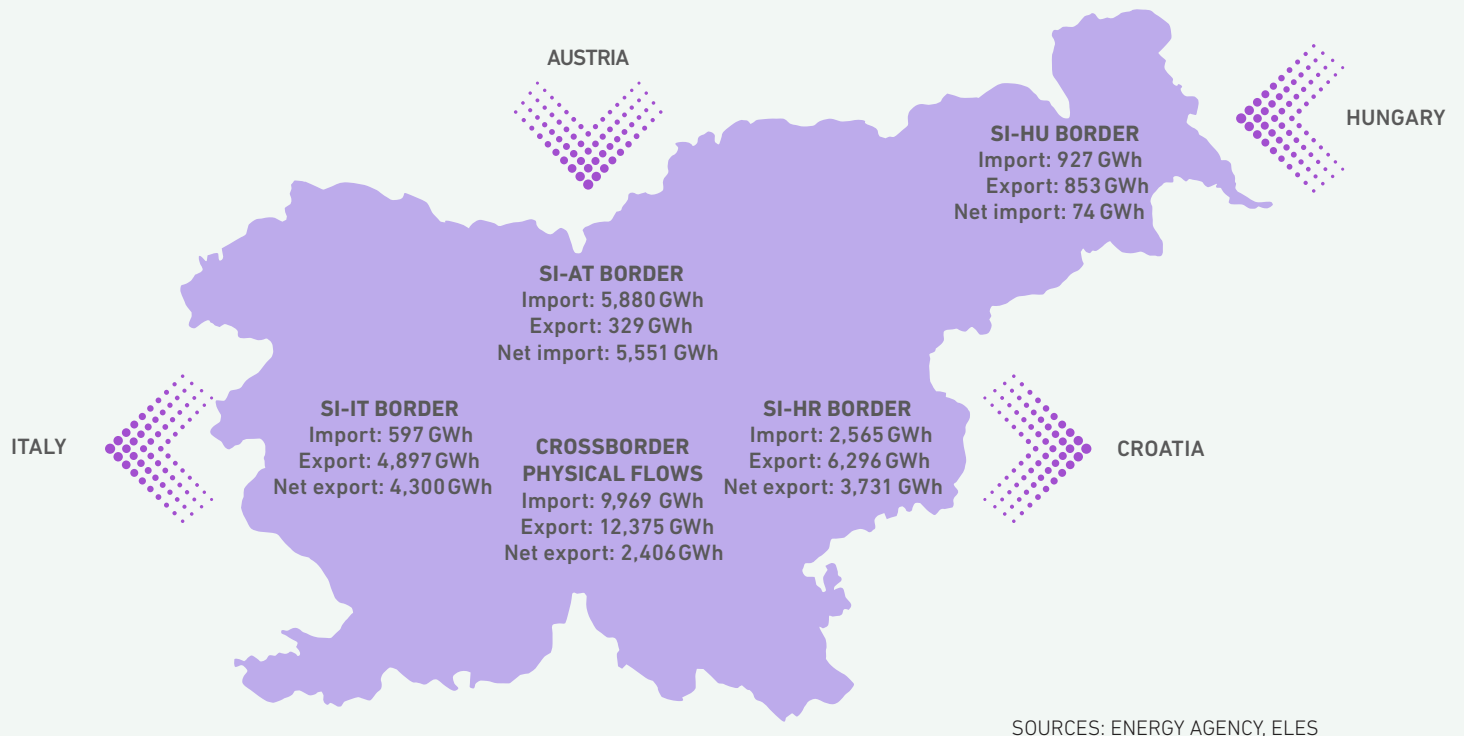 AUSTRIA
HUNGARY
SI-HU BORDER
Import: 927 GWh
Export: 853 GWh
Net import: 74 GWh
SI-AT BORDER
Import: 5,880 GWh
Export: 329 GWh
Net import: 5,551 GWh
ITALY
SI-IT BORDER
Import: 597 GWh
Export: 4,897 GWh
Net export: 4,300 GWh
CROSSBORDER
PHYSICAL FLOWS
Import: 9,969 GWh
Export: 12,375 GWh
Net export: 2,406 GWh
SI-HR BORDER
Import: 2,565 GWh
Export: 6,296 GWh
Net export: 3,731 GWh
CROATIA
SOURCES: ENERGY AGENCY, ELES